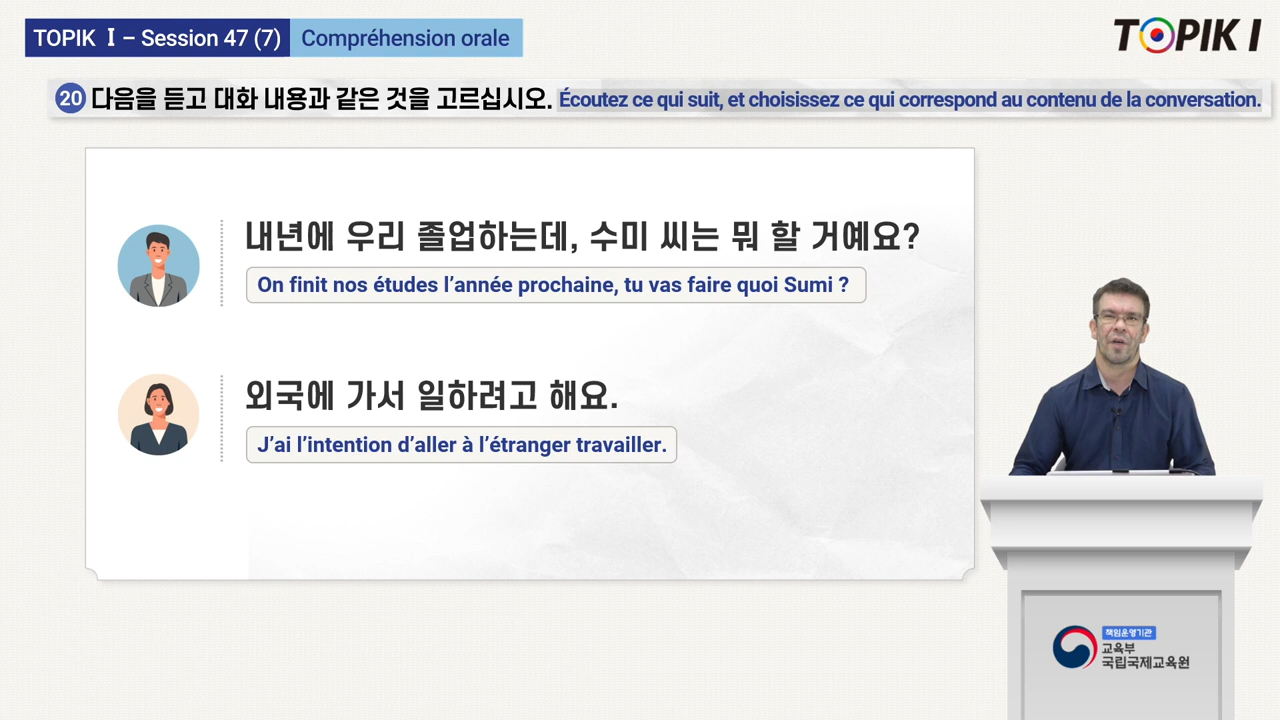 TOPIK Ⅰ – Session 47 (7) Compréhension orale
TOPIK I
20 다음을 듣고 대화 내용과 같은 것을 고르십시오. Écoutez ce qui suit, et choisissez ce qui correspond au contenu de la conversation.
내년에 우리 졸업하는데, 수미 씨는 뭐 할 거예요?
On finit nos études l’année prochaine, tu vas faire quoi Sumi ?
외국에 가서 일하려고 해요.
J’ai l’intention d’aller à l’étranger travailler.
책임운영기관
교육부
국립국제교육원